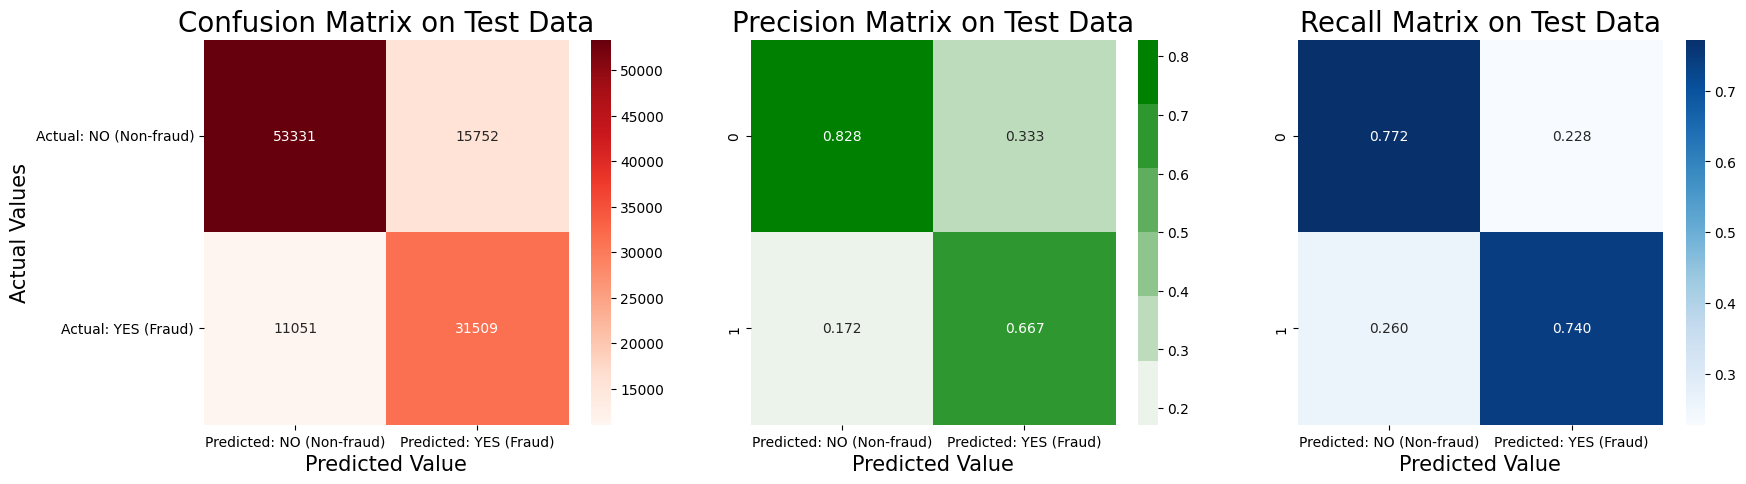 Confusion Matrix on Test Data
Actual Values
Actual: NO (Non-fraud)
Actual: YES (Fraud)
53331
15752
11051
31509
Predicted: NO (Non-fraud)
Predicted: YES (Fraud)
Predicted Value
50000
45000
40000
35000
30000
25000
20000
15000
Precision Matrix on Test Data
0
1
0.828
0.333
0.172
0.667
Predicted: NO (Non-fraud)
Predicted: YES (Fraud)
Predicted Value
0.8
0.7
0.6
0.5
0.4
0.3
0.2
Recall Matrix on Test Data
0
1
0.772
0.228
0.260
0.740
Predicted: NO (Non-fraud)
Predicted: YES (Fraud)
Predicted Value
0.7
0.6
0.5
0.4
0.3